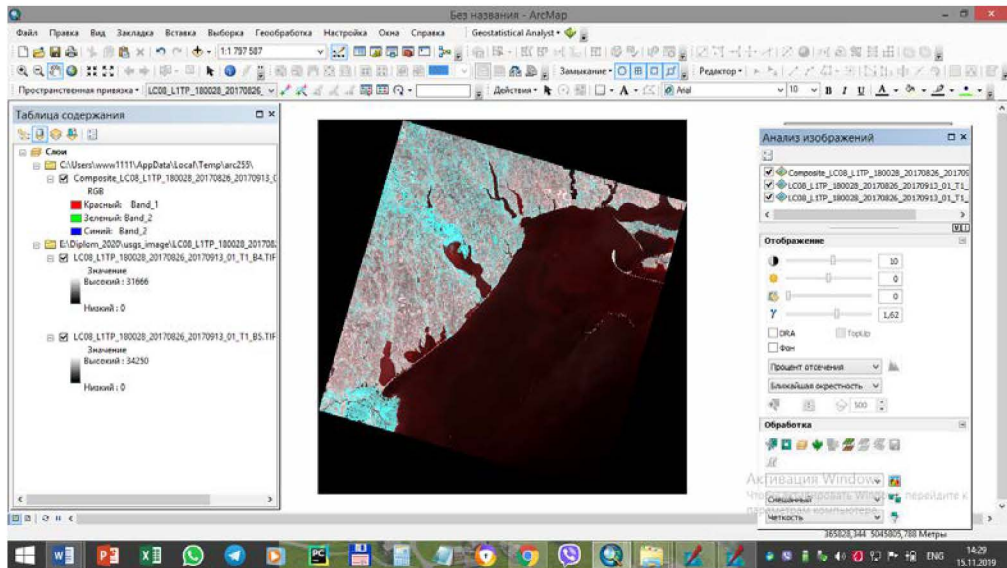 Без названия - ArcMap
Файл Правка Вид Закладка Вставка Выборка Геообработка Настройка Окна Справка Geostatistical Analyst
1:1 797 587
Замыкание Редактор
Пространственная привязка LC08_L1TP_180028_20170826_ Действия Arial 10
Таблица содержания
Слои
C:\Users\www1111\AppData\Local\Temp\arc255\
Composite_LC08_L1TP_180028_20170826_20170913_0
RGB
Красный: Band_1
Зеленый: Band_2
Синий: Band_2
E:\Diplom_2020\usgs_image\LC08_L1TP_180028_201708
LC08_L1TP_180028_20170826_20170913_01_T1_B4.TIF
Значение
Высокий : 31666
Низкий : 0
LC08_L1TP_180028_20170826_20170913_01_T1_B5.TIF
Значение
Высокий : 34250
Низкий : 0
Анализ изображений
Composite_LC08_L1TP_180028_20170826_20170
LC08_L1TP_180028_20170826_20170913_01_T1_
LC08_L1TP_180028_20170826_20170913_01_T1_
Отображение
10
0
0
γ 1,62
DRA TopUp
Фон
Процент отсечения
Ближайшая окрестность
500
Обработка
Активация Windows
Чтобы активировать Windows, перейдите к
параметрам компьютера.
Смешанный
Четкость
365828,344 5045805,788 Метры
ENG 14:29
15.11.2019